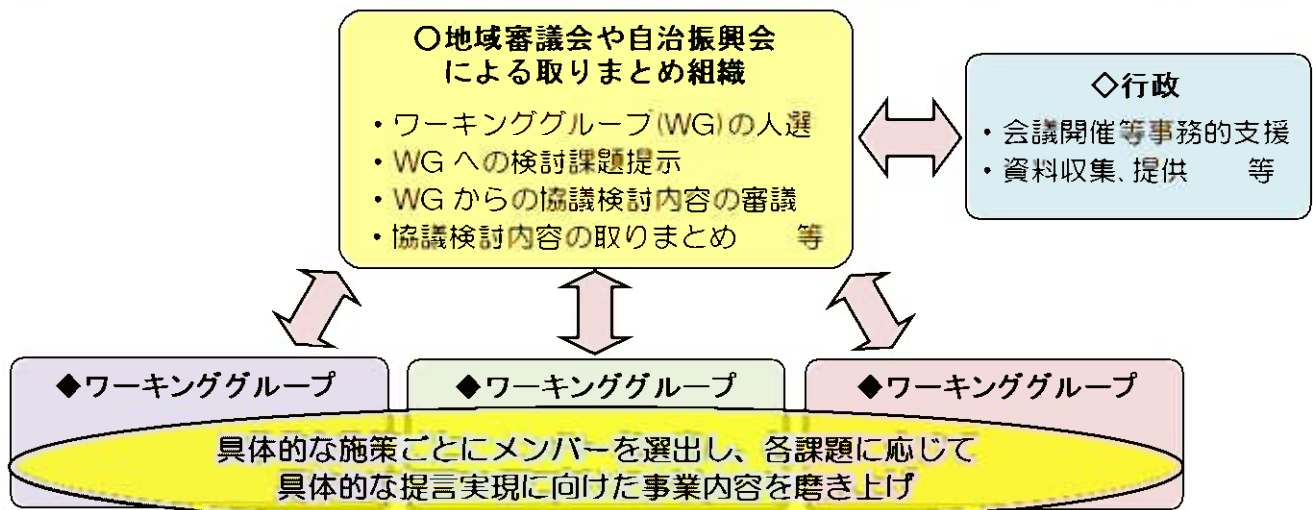 ○地域審議会や自治振興会
による取りまとめ組織
・ワーキンググループ(WG)の人選
・WGへの検討課題提示
・WGからの協議検討内容の審議
・協議検討内容の取りまとめ　等
◇行政
・会議開催等事務的支援
・資料収集、提供　等
◆ワーキンググループ
◆ワーキンググループ
◆ワーキンググループ
具体的な施策ごとにメンバーを選出し、各課題に応じて
具体的な提言実現に向けた事業内容を磨き上げ